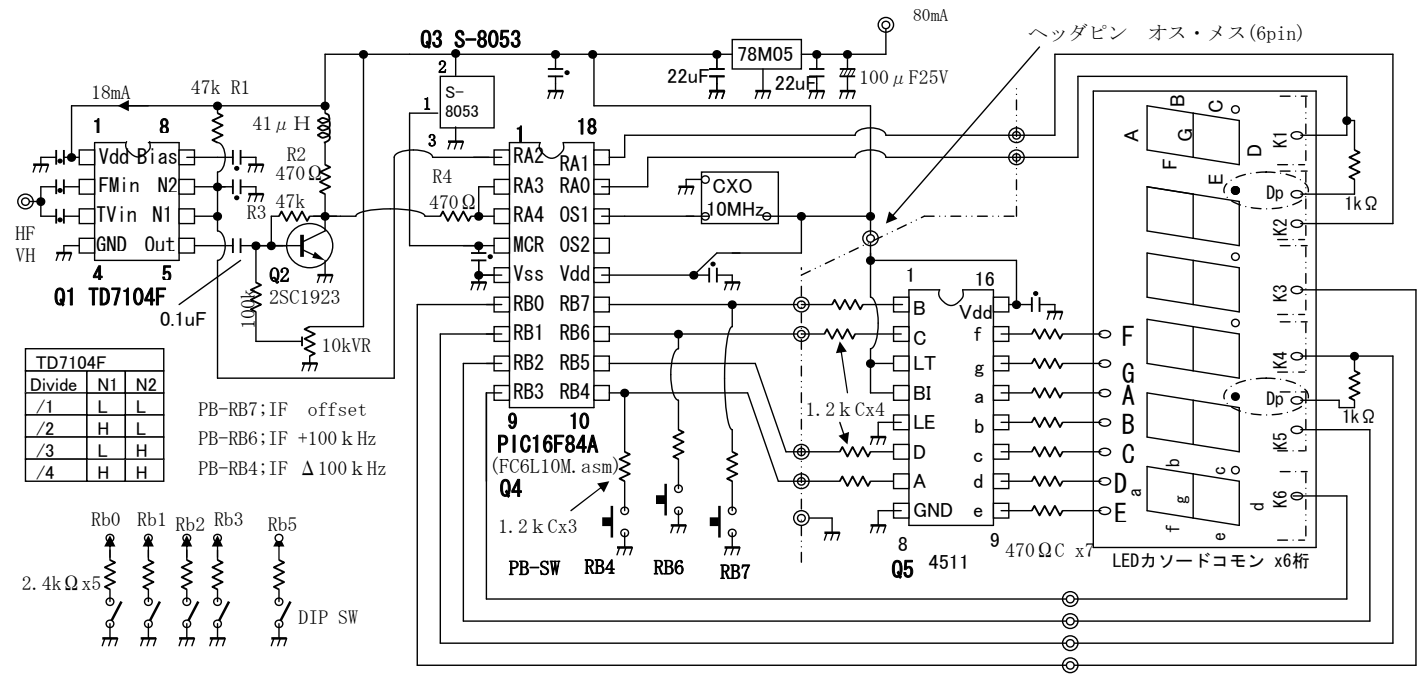 80mA
ヘッダピン オス・メス(6pin)
Q3 S-8053
78M05
22uF
22uF
100μF25V
2
S-
8053
1
3
18mA
47k R1
41μH
R2
470Ω
1
8
Vdd
Bias
FMin
N2
TVin
N1
GND
Out
4
5
HF
VH
Q1 TD7104F
0.1uF
R3
47k
Q2
2SC1923
100k
10kVR
R4
470Ω
1
18
RA2
RA1
RA3
RA0
RA4
OS1
MCR
OS2
Vss
Vdd
RB0
RB7
RB1
RB6
RB2
RB5
RB3
RB4
9
10
PIC16F84A
(FC6L10M.asm)
Q4
CXO
10MHz
1
16
B
Vdd
C
f
LT
g
BI
a
LE
b
D
c
A
d
GND
e
8
9
Q5
4511
470ΩC x7
1.2kCx4
1.2kCx3
F
G
A
B
C
D
E
A
B
C
G
F
E
D
Dp
K1
K2
K3
K4
Dp
K5
K6
1kΩ
1kΩ
a
b
c
g
f
e
d
LEDカソードコモン x6桁
TD7104F
Divide N1 N2
/1 L L
/2 H L
/3 L H
/4 H H
PB-RB7;IF offset
PB-RB6;IF +100kHz
PB-RB4;IF Δ100kHz
PB-SW
RB4
RB6
RB7
Rb0 Rb1 Rb2 Rb3 Rb5
2.4kΩx5
DIP SW